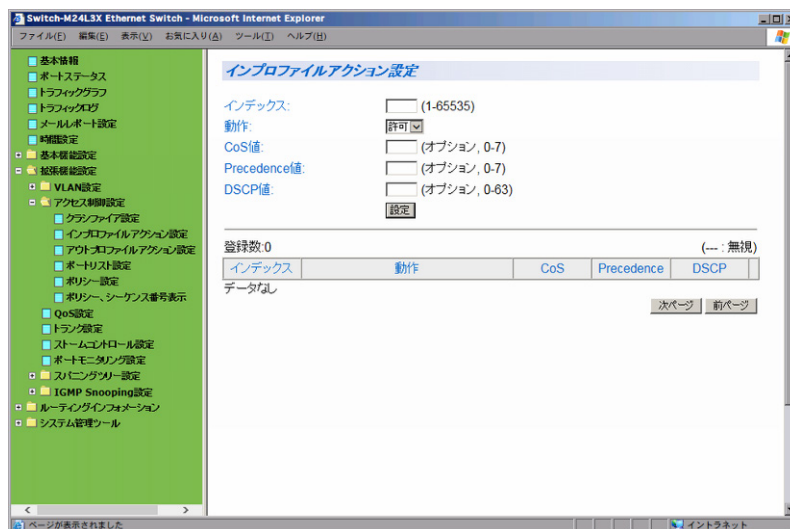 Switch-M24L3X Ethernet Switch - Microsoft Internet Explorer
ファイル(F) 編集(E) 表示(V) お気に入り(A) ツール(T) ヘルプ(H)
基本情報
ポートステータス
トラフィックグラフ
トラフィックログ
メールレポート設定
時間設定
基本機能設定
拡張機能設定
VLAN設定
アクセス制御設定
クラシファイア設定
インプロファイルアクション設定
アウトプロファイルアクション設定
ポートリスト設定
ポリシー設定
ポリシー、シーケンス番号表示
QoS設定
トランク設定
ストームコントロール設定
ポートモニタリング設定
スパニングツリー設定
IGMP Snooping設定
ルーティングインフォメーション
システム管理ツール
インプロファイルアクション設定
インデックス: (1-65535)
動作: 許可
CoS値: (オプション, 0-7)
Precedence値: (オプション, 0-7)
DSCP値: (オプション, 0-63)
設定
登録数:0 (--- : 無視)
インデックス 動作 CoS Precedence DSCP
データなし
次ページ 前ページ
ページが表示されました イントラネット